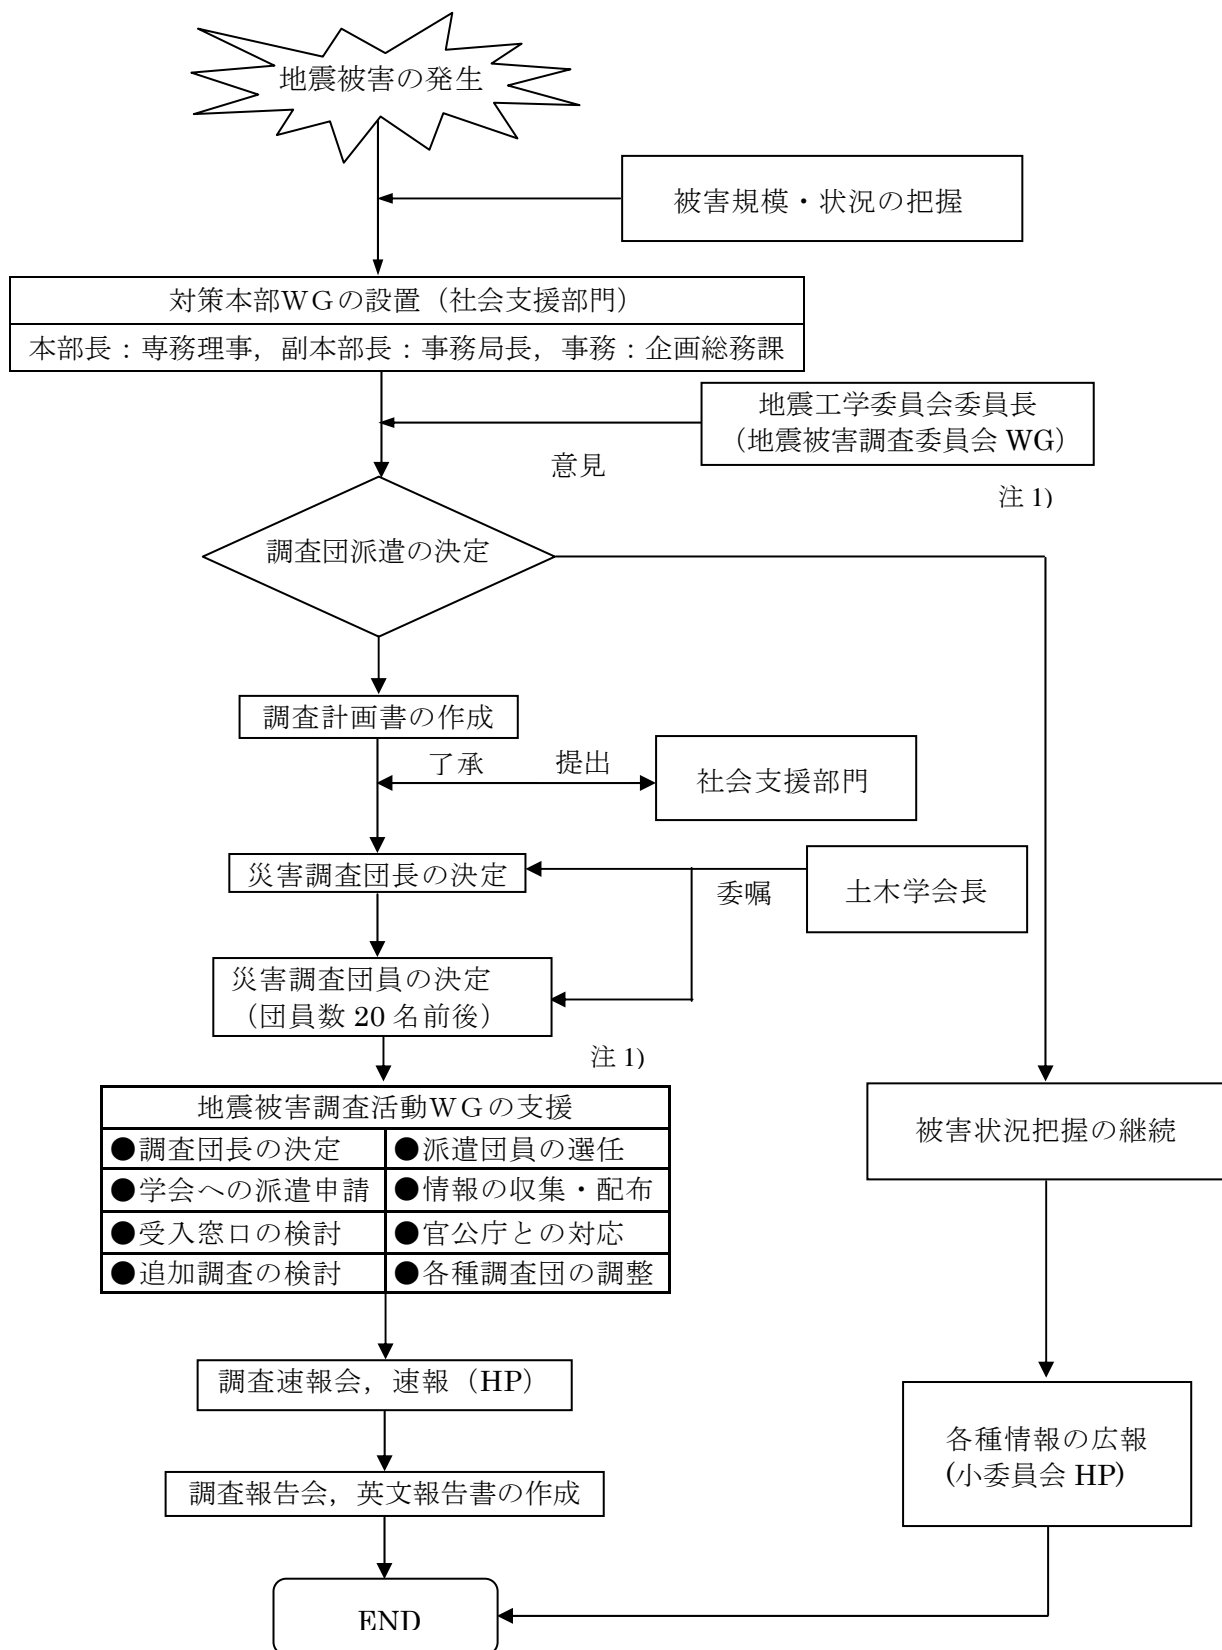 地震被害の発生
被害規模・状況の把握
対策本部WGの設置（社会支援部門）
本部長：専務理事，副本部長：事務局長，事務：企画総務課
地震工学委員会委員長
（地震被害調査委員会 WG）
意見
注 1)
調査団派遣の決定
調査計画書の作成
了承
提出
社会支援部門
災害調査団長の決定
委嘱
土木学会長
災害調査団員の決定
（団員数 20 名前後）
注 1)
地震被害調査活動WGの支援
●調査団長の決定
●派遣団員の選任
●学会への派遣申請
●情報の収集・配布
●受入窓口の検討
●官公庁との対応
●追加調査の検討
●各種調査団の調整
被害状況把握の継続
調査速報会，速報（HP）
各種情報の広報
(小委員会 HP)
調査報告会，英文報告書の作成
END